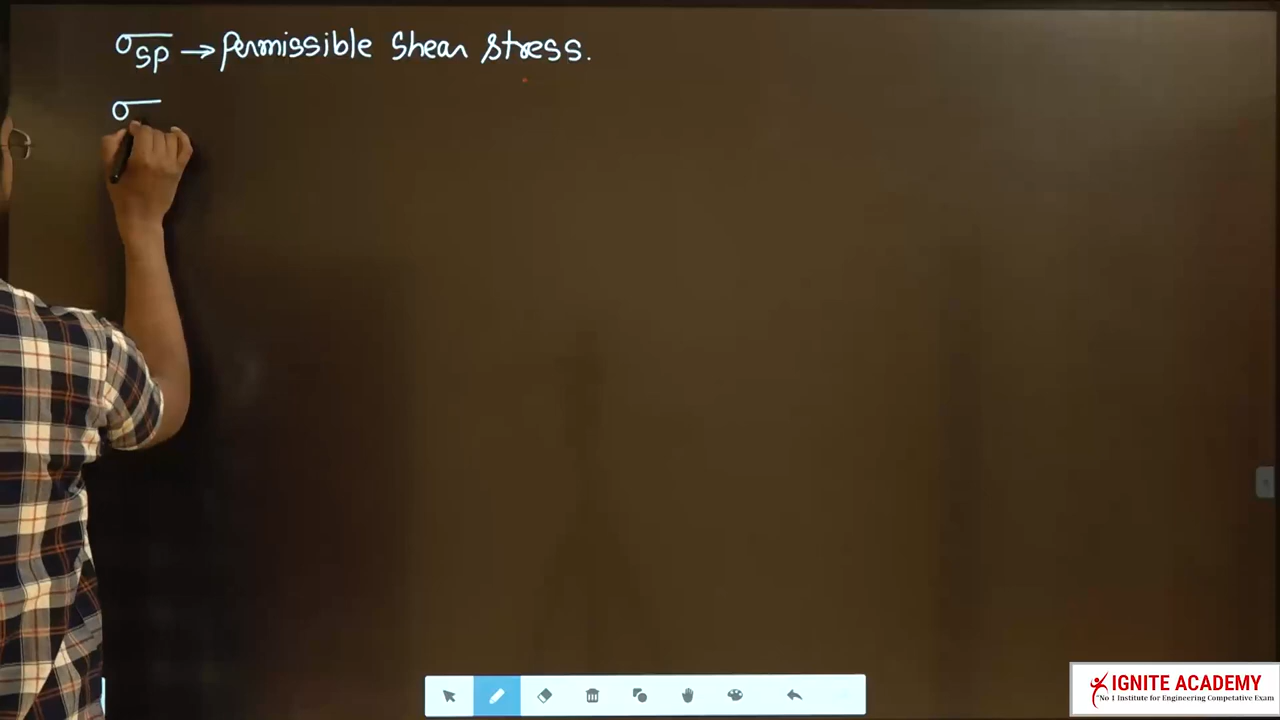 σsp → Permissible shear stress.
σ
IGNITE ACADEMY
"No 1 Institute for Engineering Competative Exam